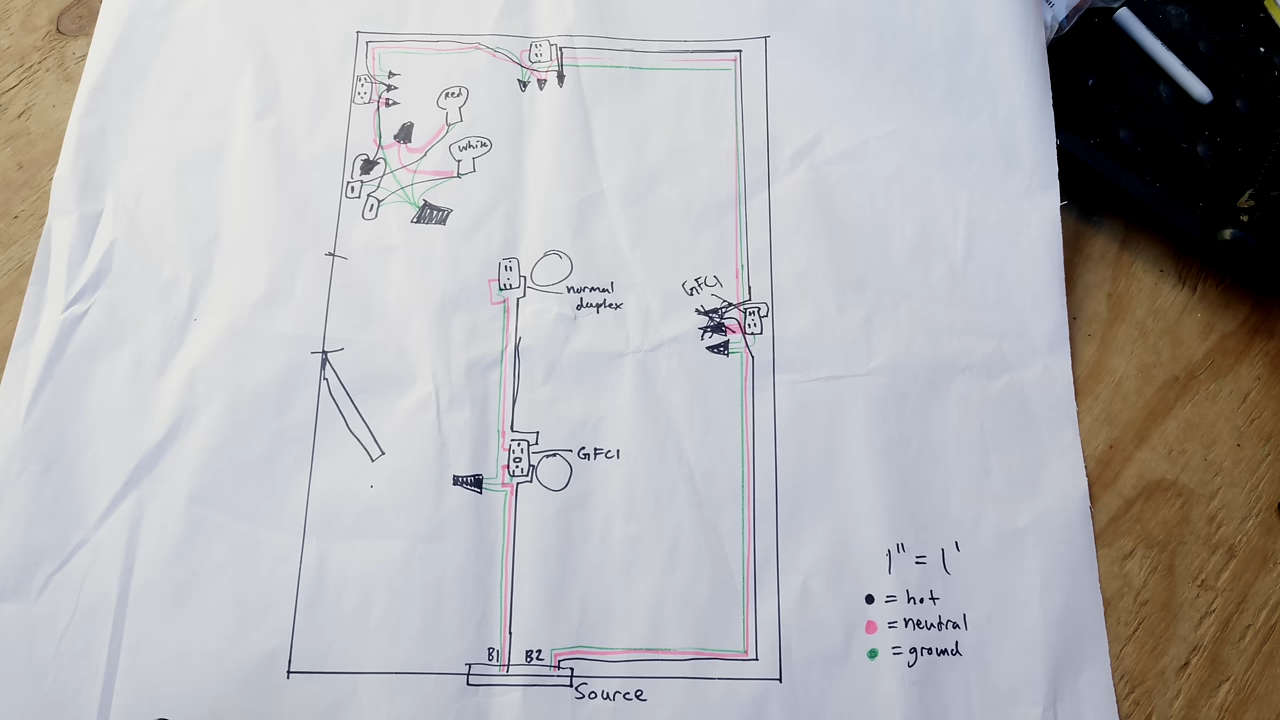 Red
White
GFCI
normal
duplex
GFCI
1" = 1'
● = hot
● = neutral
● = ground
B1 B2
Source